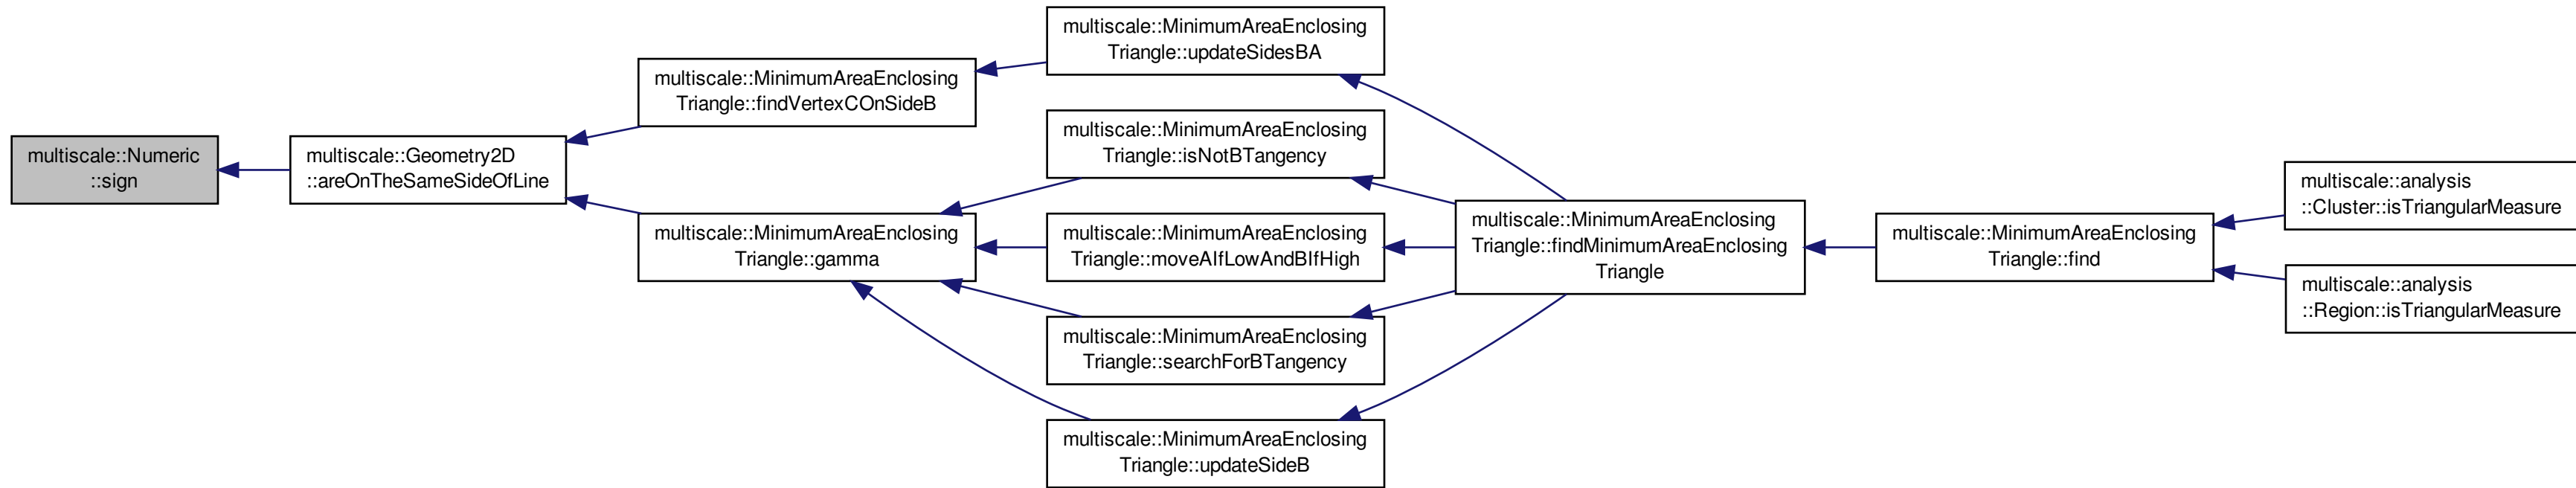 multiscale::Numeric
::sign
multiscale::Geometry2D
::areOnTheSameSideOfLine
multiscale::MinimumAreaEnclosing
Triangle::findVertexCOnSideB
multiscale::MinimumAreaEnclosing
Triangle::gamma
multiscale::MinimumAreaEnclosing
Triangle::updateSidesBA
multiscale::MinimumAreaEnclosing
Triangle::isNotBTangency
multiscale::MinimumAreaEnclosing
Triangle::moveAIfLowAndBIfHigh
multiscale::MinimumAreaEnclosing
Triangle::searchForBTangency
multiscale::MinimumAreaEnclosing
Triangle::updateSideB
multiscale::MinimumAreaEnclosing
Triangle::findMinimumAreaEnclosing
Triangle
multiscale::MinimumAreaEnclosing
Triangle::find
multiscale::analysis
::Cluster::isTriangularMeasure
multiscale::analysis
::Region::isTriangularMeasure